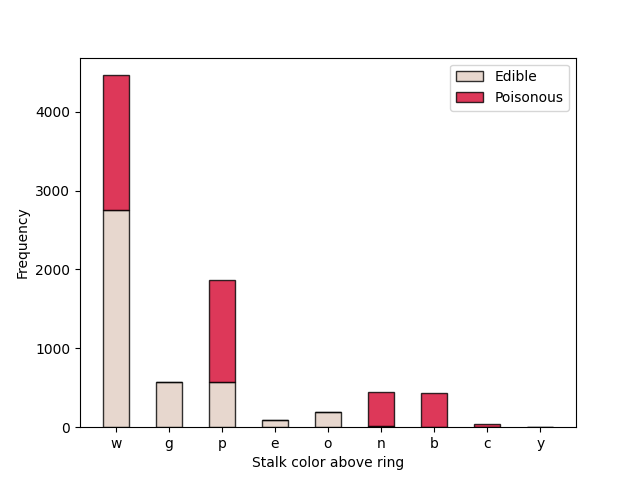 Edible
Poisonous
4000
3000
2000
1000
0
Frequency
w g p e o n b c y
Stalk color above ring